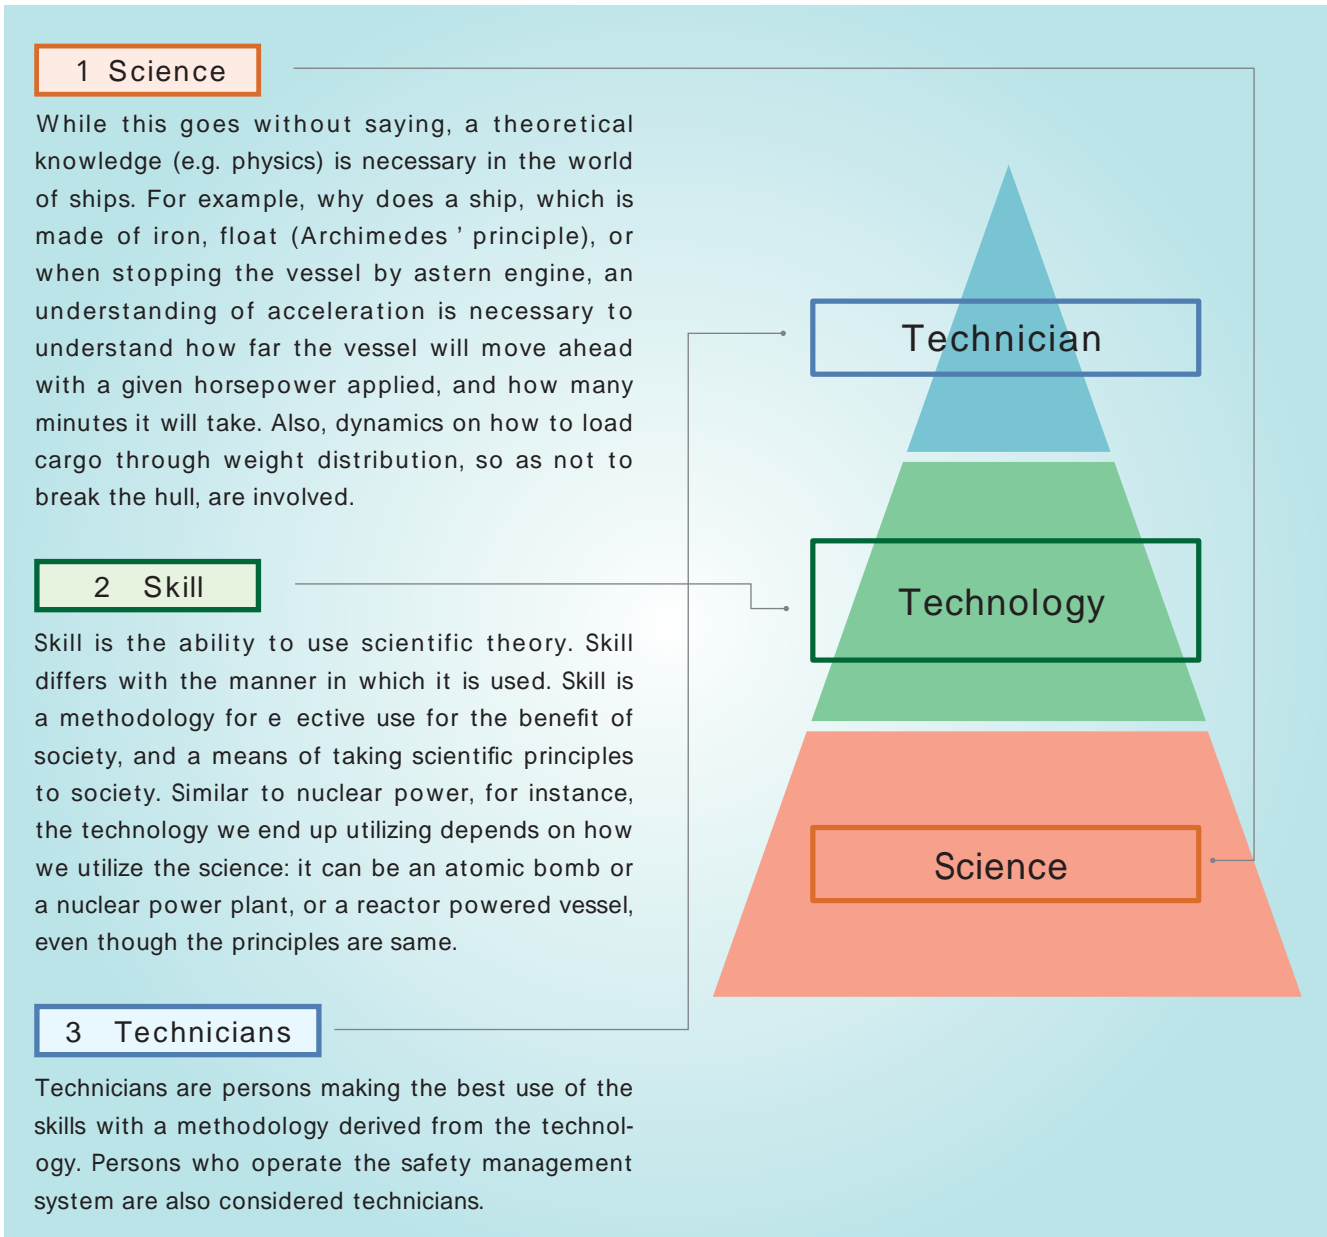 1 Science
While this goes without saying, a theoretical
knowledge (e.g. physics) is necessary in the world
of ships. For example, why does a ship, which is
made of iron, float (Archimedes ’ principle), or
when stopping the vessel by astern engine, an
understanding of acceleration is necessary to
understand how far the vessel will move ahead
with a given horsepower applied, and how many
minutes it will take. Also, dynamics on how to load
cargo through weight distribution, so as not to
break the hull, are involved.
2 Skill
Skill is the ability to use scientific theory. Skill
differs with the manner in which it is used. Skill is
a methodology for e ective use for the benefit of
society, and a means of taking scientific principles
to society. Similar to nuclear power, for instance,
the technology we end up utilizing depends on how
we utilize the science: it can be an atomic bomb or
a nuclear power plant, or a reactor powered vessel,
even though the principles are same.
3 Technicians
Technicians are persons making the best use of the
skills with a methodology derived from the technol-
ogy. Persons who operate the safety management
system are also considered technicians.
Technician
Technology
Science